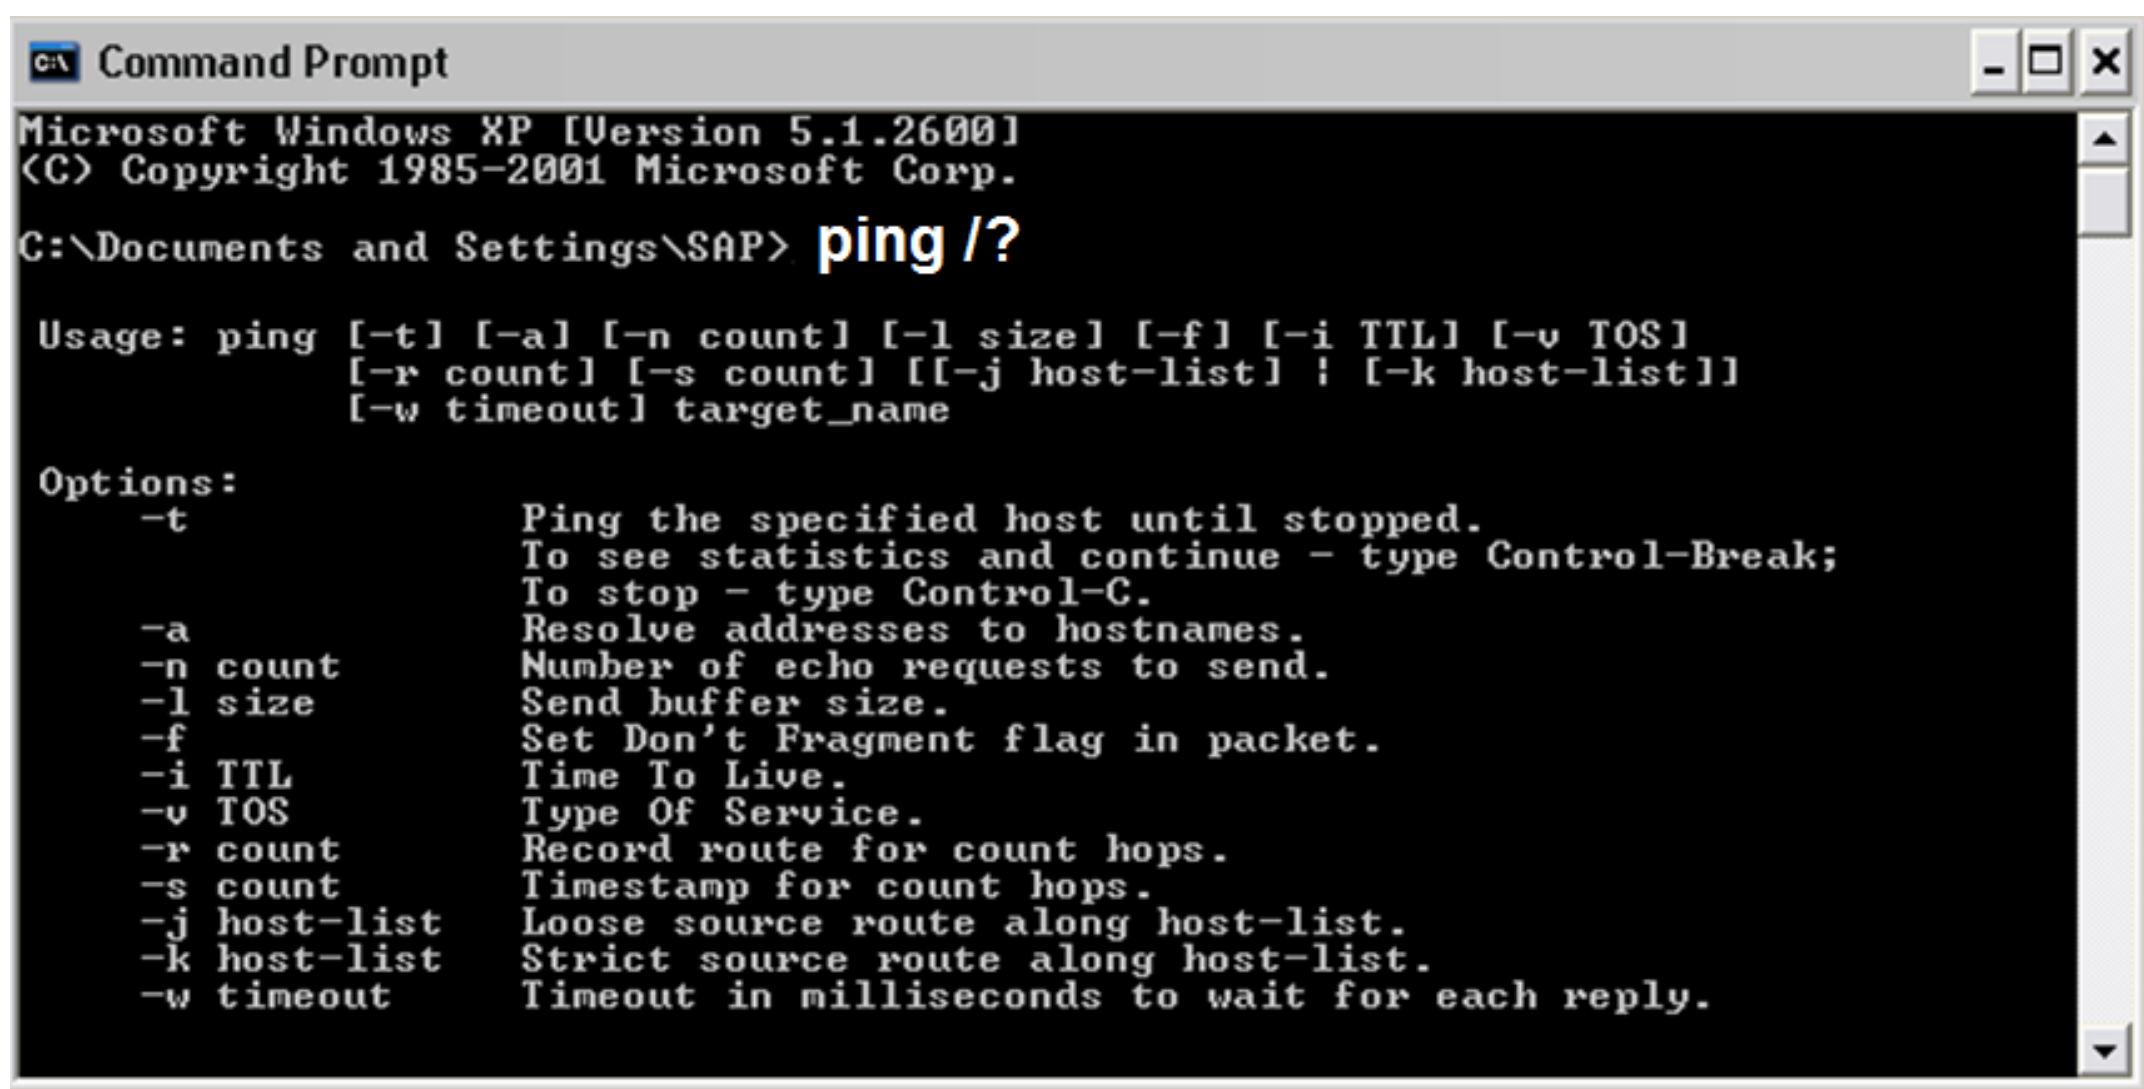 Command Prompt
Microsoft Windows XP [Version 5.1.2600]
(C) Copyright 1985-2001 Microsoft Corp.
C:\Documents and Settings\SAP> ping /?
Usage: ping [-t] [-a] [-n count] [-l size] [-f] [-i TTL] [-v TOS]
[-r count] [-s count] [[-j host-list] ¦ [-k host-list]]
[-w timeout] target_name
Options:
-t Ping the specified host until stopped.
To see statistics and continue - type Control-Break;
To stop - type Control-C.
-a Resolve addresses to hostnames.
-n count Number of echo requests to send.
-l size Send buffer size.
-f Set Don't Fragment flag in packet.
-i TTL Time To Live.
-v TOS Type Of Service.
-r count Record route for count hops.
-s count Timestamp for count hops.
-j host-list Loose source route along host-list.
-k host-list Strict source route along host-list.
-w timeout Timeout in milliseconds to wait for each reply.